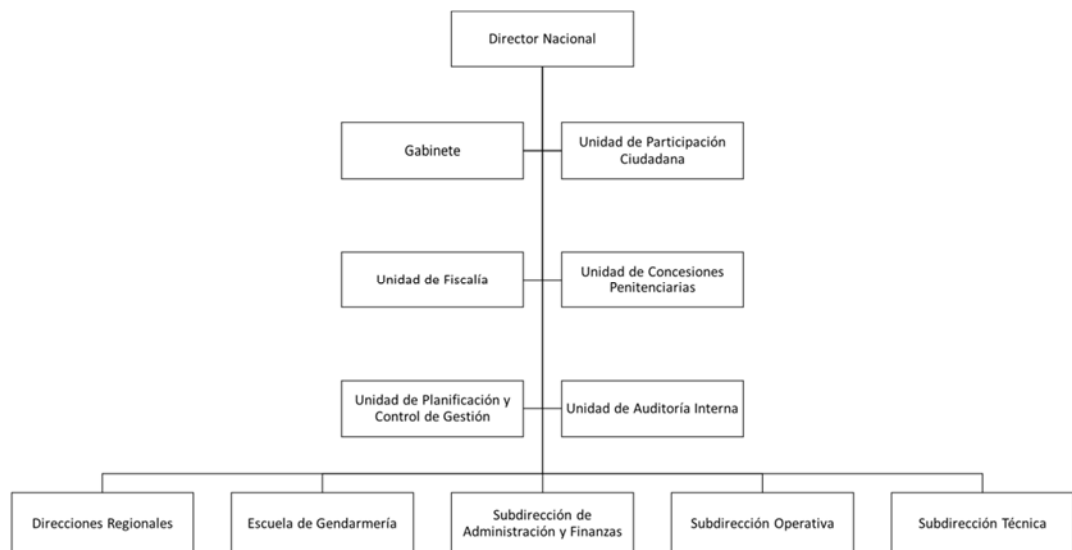 Director Nacional
Gabinete
Unidad de Participación
Ciudadana
Unidad de Fiscalía
Unidad de Concesiones
Penitenciarias
Unidad de Planificación y
Control de Gestión
Unidad de Auditoría Interna
Direcciones Regionales
Escuela de Gendarmería
Subdirección de
Administración y Finanzas
Subdirección Operativa
Subdirección Técnica